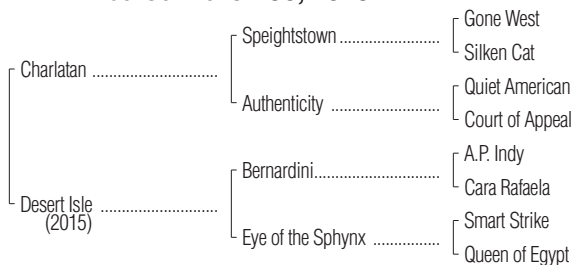 Gone West
Speightstown
Silken Cat
Charlatan
Quiet American
Authenticity
Court of Appeal
A.P. Indy
Bernardini
Cara Rafaela
Desert Isle
(2015)
Smart Strike
Eye of the Sphynx
Queen of Egypt